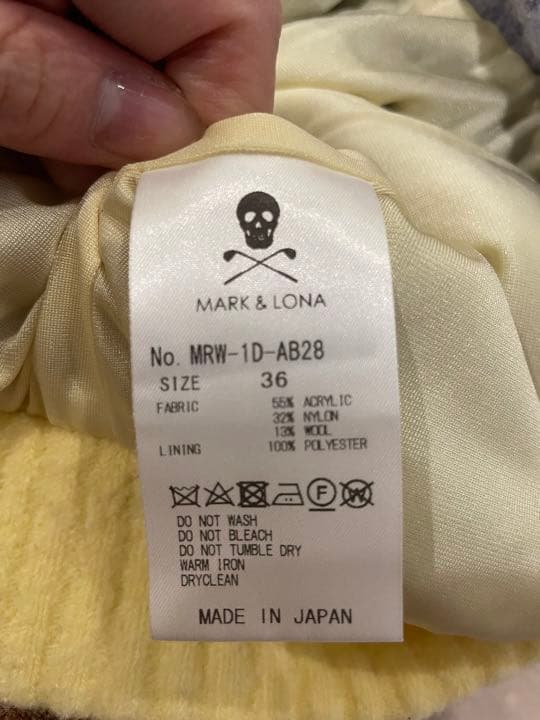 MARK & LONA
No. MRW-1D-AB28
SIZE 36
FABRIC 55% ACRYLIC
32% NYLON
13% WOOL
LINING 100% POLYESTER
F W
DO NOT WASH
DO NOT BLEACH
DO NOT TUMBLE DRY
WARM IRON
DRYCLEAN
MADE IN JAPAN